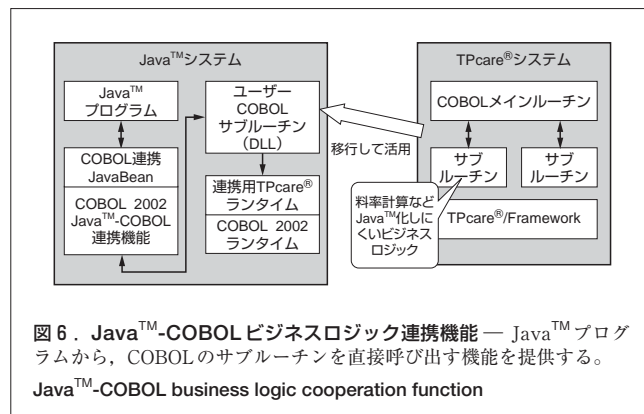 Java™システム
Java™
プログラム
COBOL連携
JavaBean
COBOL 2002
Java™-COBOL
連携機能
ユーザー
COBOL
サブルーチン
（DLL）
連携用TPcare®
ランタイム
COBOL 2002
ランタイム
移行して活用
TPcare®システム
COBOLメインルーチン
サブ
ルーチン
サブ
ルーチン
TPcare®/Framework
料率計算など
Java™化しに
くいビジネス
ロジック
図6．Java™-COBOLビジネスロジック連携機能 ― Java™プログ
ラムから，COBOLのサブルーチンを直接呼び出す機能を提供する。
Java™-COBOL business logic cooperation function